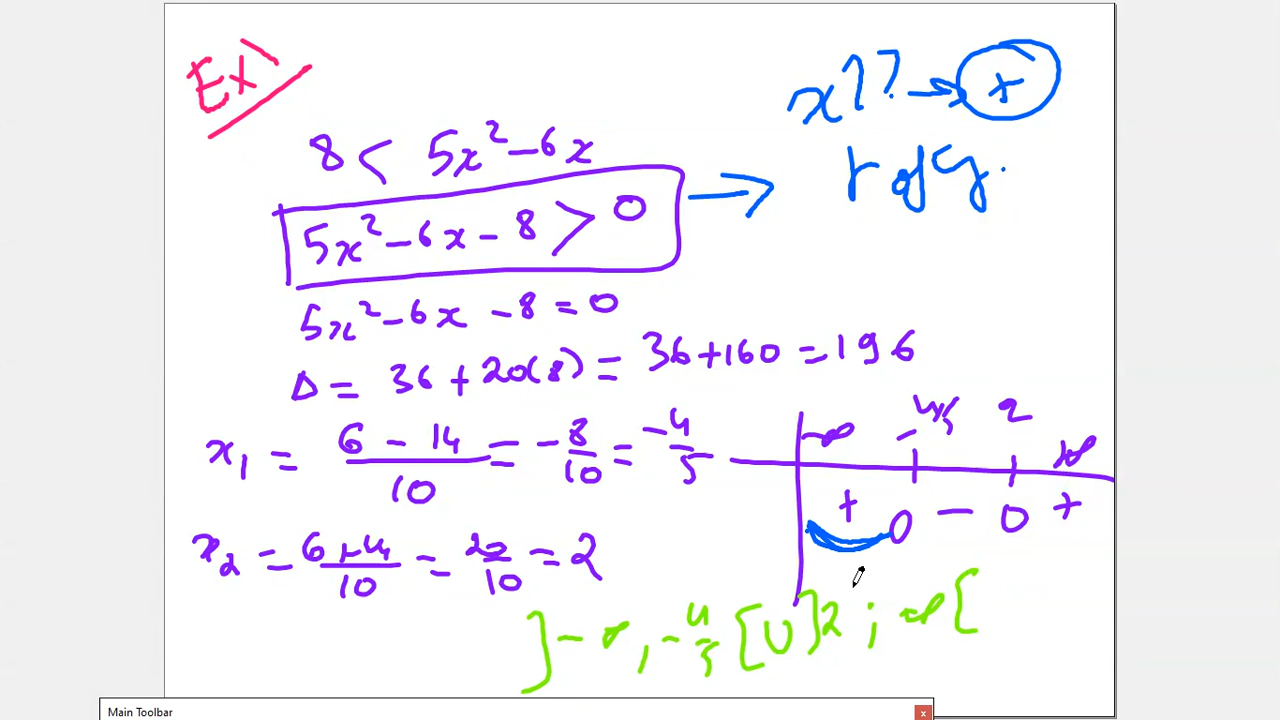 Ex)
x?? → +
8 < 5x² - 6x
5x² - 6x - 8 > 0 →
5x² - 6x - 8 = 0
Δ = 36 + 20(8) = 36 + 160 = 196
x₁ = 6 - 14 / 10 = - 8/10 = -4/5
-∞ -4/5 2 +∞
+ 0 - 0 +
x₂ = 6 + 14 / 10 = 20/10 = 2
]-∞, -4/5[ U ]2 ; +∞[
Main Toolbar
x